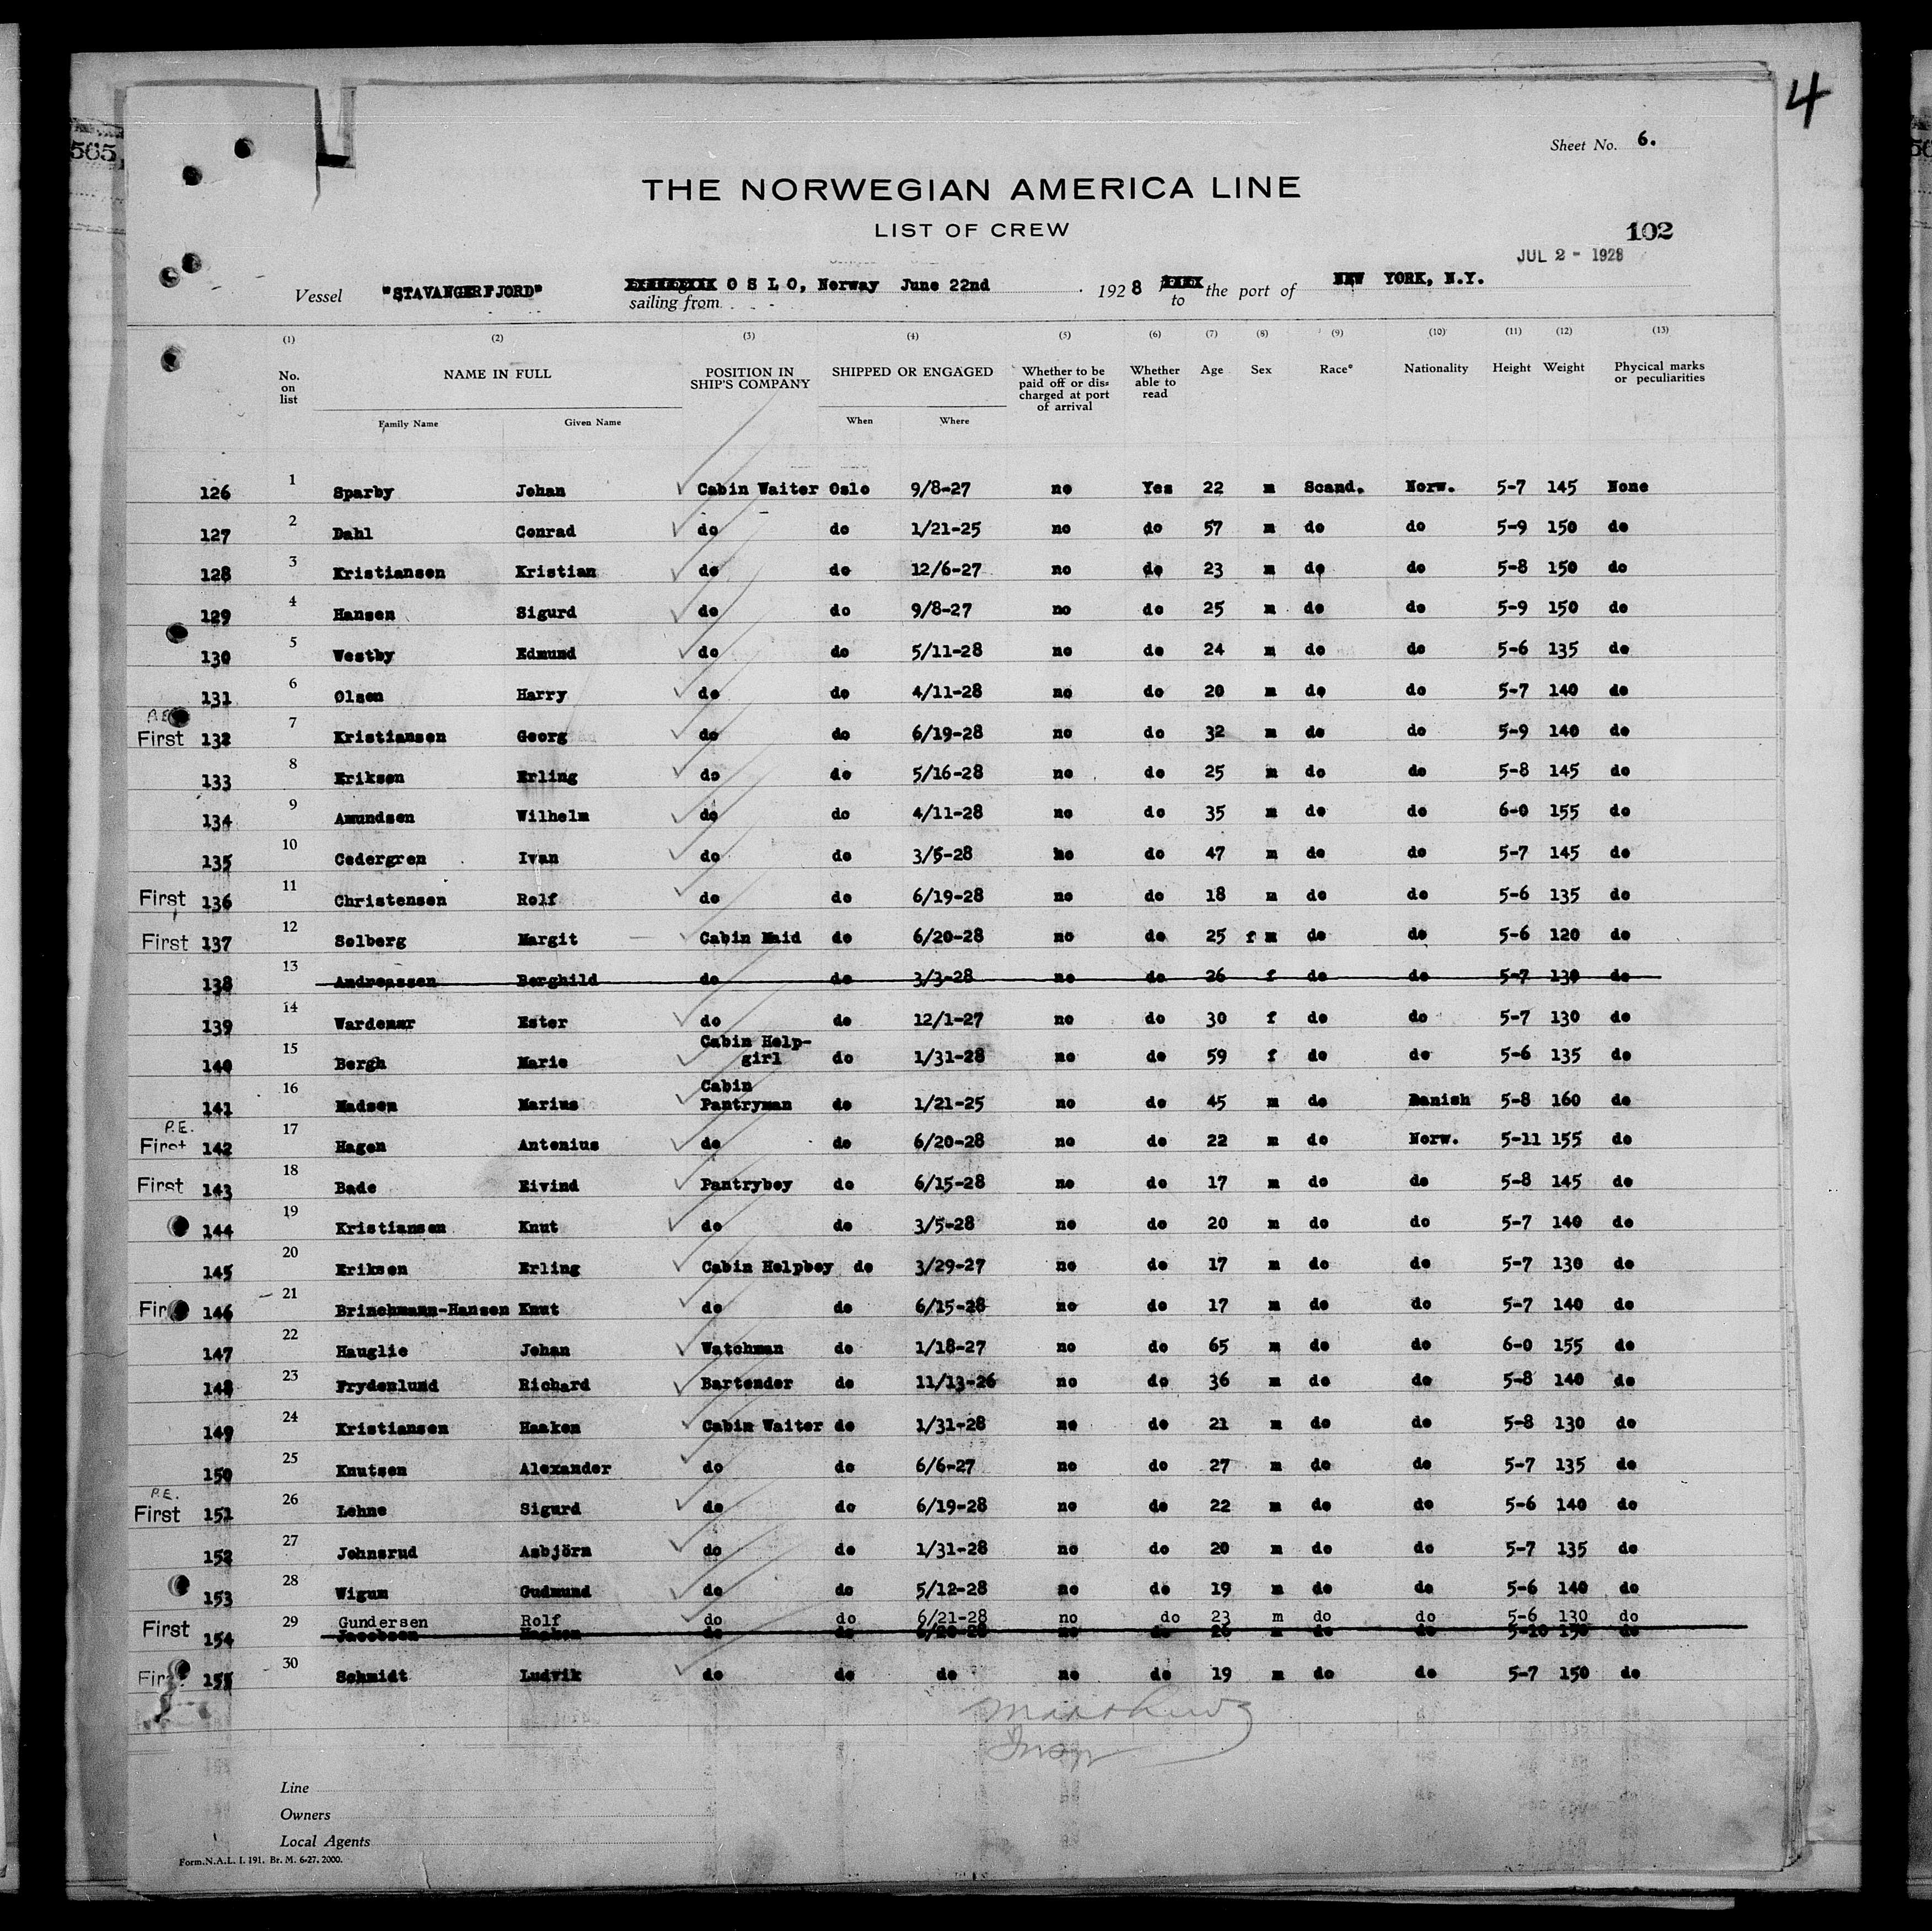 4
565
Sheet No. 6.
THE NORWEGIAN AMERICA LINE
LIST OF CREW
102
JUL 2 - 1928
Vessel "STAVANGERFJORD" sailing from OSLO, Norway June 22nd 1928 to the port of NEW YORK, N.Y.
(1) (2) (3) (4) (5) (6) (7) (8) (9) (10) (11) (12) (13)
No. on list NAME IN FULL POSITION IN SHIP'S COMPANY SHIPPED OR ENGAGED Whether to be paid off or discharged at port of arrival Whether able to read Age Sex Race* Nationality Height Weight Physical marks or peculiarities
Family Name Given Name When Where
126 1 Sparby Johan Cabin Waiter Oslo 9/8-27 no Yes 22 m Scand. Norw. 5-7 145 None
127 2 Dahl Conrad do do 1/21-25 no do 57 m do do 5-9 150 do
128 3 Kristiansen Kristian do do 12/6-27 no do 23 m do do 5-8 150 do
129 4 Hansen Sigurd do do 9/8-27 no do 25 m do do 5-9 150 do
130 5 Westby Edmund do do 5/11-28 no do 24 m do do 5-6 135 do
131 6 Olsen Harry do do 4/11-28 no do 20 m do do 5-7 140 do
P.E.
First 132 7 Kristiansen Georg do do 6/19-28 no do 32 m do do 5-9 140 do
133 8 Eriksen Erling do do 5/16-28 no do 25 m do do 5-8 145 do
134 9 Amundsen Wilhelm do do 4/11-28 no do 35 m do do 6-0 155 do
135 10 Cedergren Ivan do do 3/5-28 no do 47 m do do 5-7 145 do
First 136 11 Christensen Rolf do do 6/19-28 no do 18 m do do 5-6 135 do
First 137 12 Solberg Margit Cabin Maid do 6/20-28 no do 25 f m do do 5-6 120 do
138 13 Andreassen Borghild do do 3/3-28 no do 26 f do do 5-7 130 do
139 14 Wardemar Ester do do 12/1-27 no do 30 f do do 5-7 130 do
140 15 Bergh Marie Cabin Help-girl do 1/31-28 no do 59 f do do 5-6 135 do
141 16 Madsen Marius Cabin Pantryman do 1/21-25 no do 45 m do Danish 5-8 160 do
P.E.
First 142 17 Hagen Antonius do do 6/20-28 no do 22 m do Norw. 5-11 155 do
First 143 18 Bade Eivind Pantryboy do 6/15-28 no do 17 m do do 5-8 145 do
144 19 Kristiansen Knut do do 3/5-28 no do 20 m do do 5-7 140 do
145 20 Eriksen Erling Cabin Helpboy do 3/29-27 no do 17 m do do 5-7 130 do
First 146 21 Brinchmann-Hansen Knut do do 6/15-28 no do 17 m do do 5-7 140 do
147 22 Hauglie Johan Watchman do 1/18-27 no do 65 m do do 6-0 155 do
148 23 Frydenlund Richard Bartender do 11/13-26 no do 36 m do do 5-8 140 do
149 24 Kristiansen Haakon Cabin Waiter do 1/31-28 no do 21 m do do 5-8 130 do
150 25 Knutsen Alexander do do 6/6-27 no do 27 m do do 5-7 135 do
P.E.
First 151 26 Lehne Sigurd do do 6/19-28 no do 22 m do do 5-6 140 do
152 27 Johnsrud Asbjörn do do 1/31-28 no do 20 m do do 5-7 135 do
153 28 Wigum Gudmund do do 5/12-28 no do 19 m do do 5-6 140 do
29 Gundersen Rolf do do 6/21-28 no do 23 m do do 5-6 130 do
First 154 Jacobsen Haakon do do 6/20-28 no do 26 m do do 5-10 150 do
First 155 30 Schmidt Ludvik do do do no do 19 m do do 5-7 150 do
Insp
Line
Owners
Local Agents
Form.N.A.L. I. 191. Br. M. 6-27. 2000.